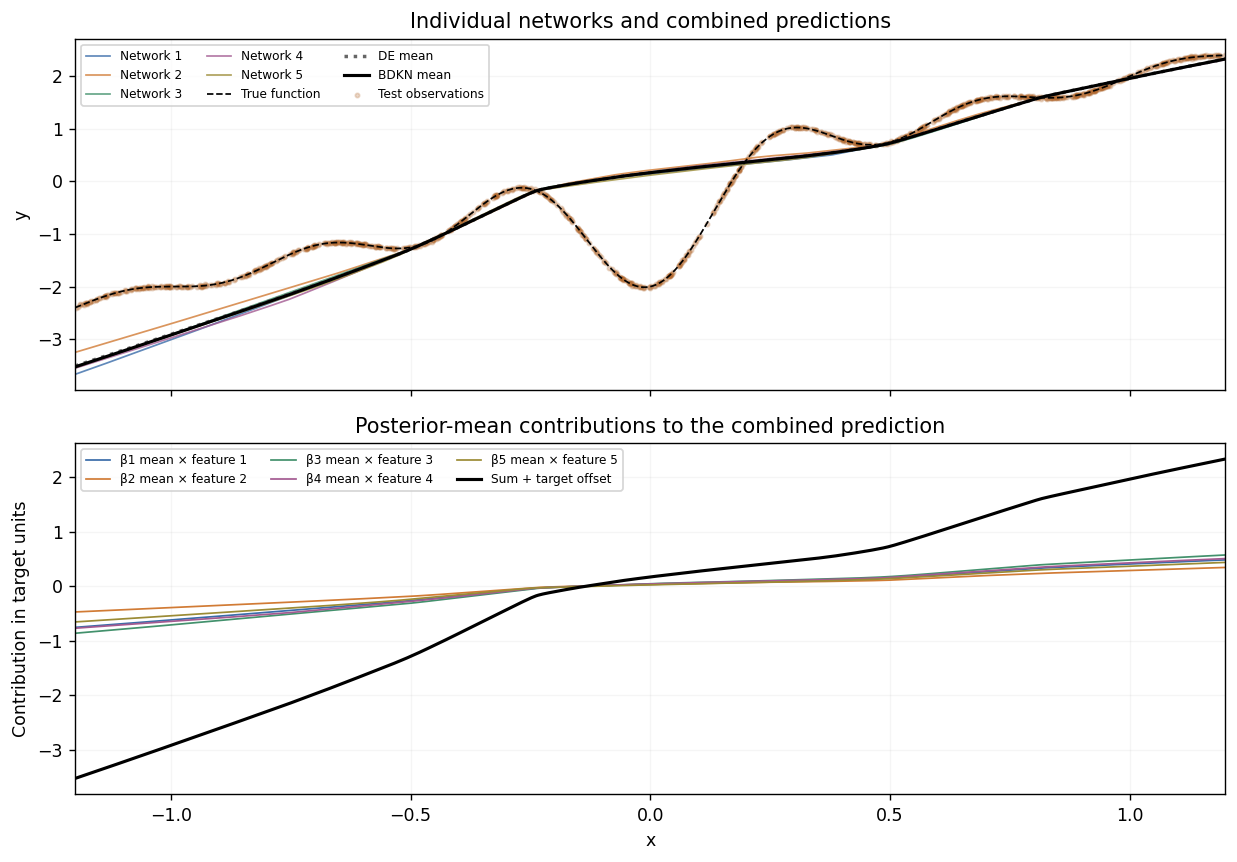 Individual networks and combined predictions
Network 1
Network 2
Network 3
Network 4
Network 5
True function
DE mean
BDKN mean
Test observations
y
2
1
0
−1
−2
−3
Posterior-mean contributions to the combined prediction
β1 mean × feature 1
β2 mean × feature 2
β3 mean × feature 3
β4 mean × feature 4
β5 mean × feature 5
Sum + target offset
Contribution in target units
2
1
0
−1
−2
−3
−1.0
−0.5
0.0
0.5
1.0
x